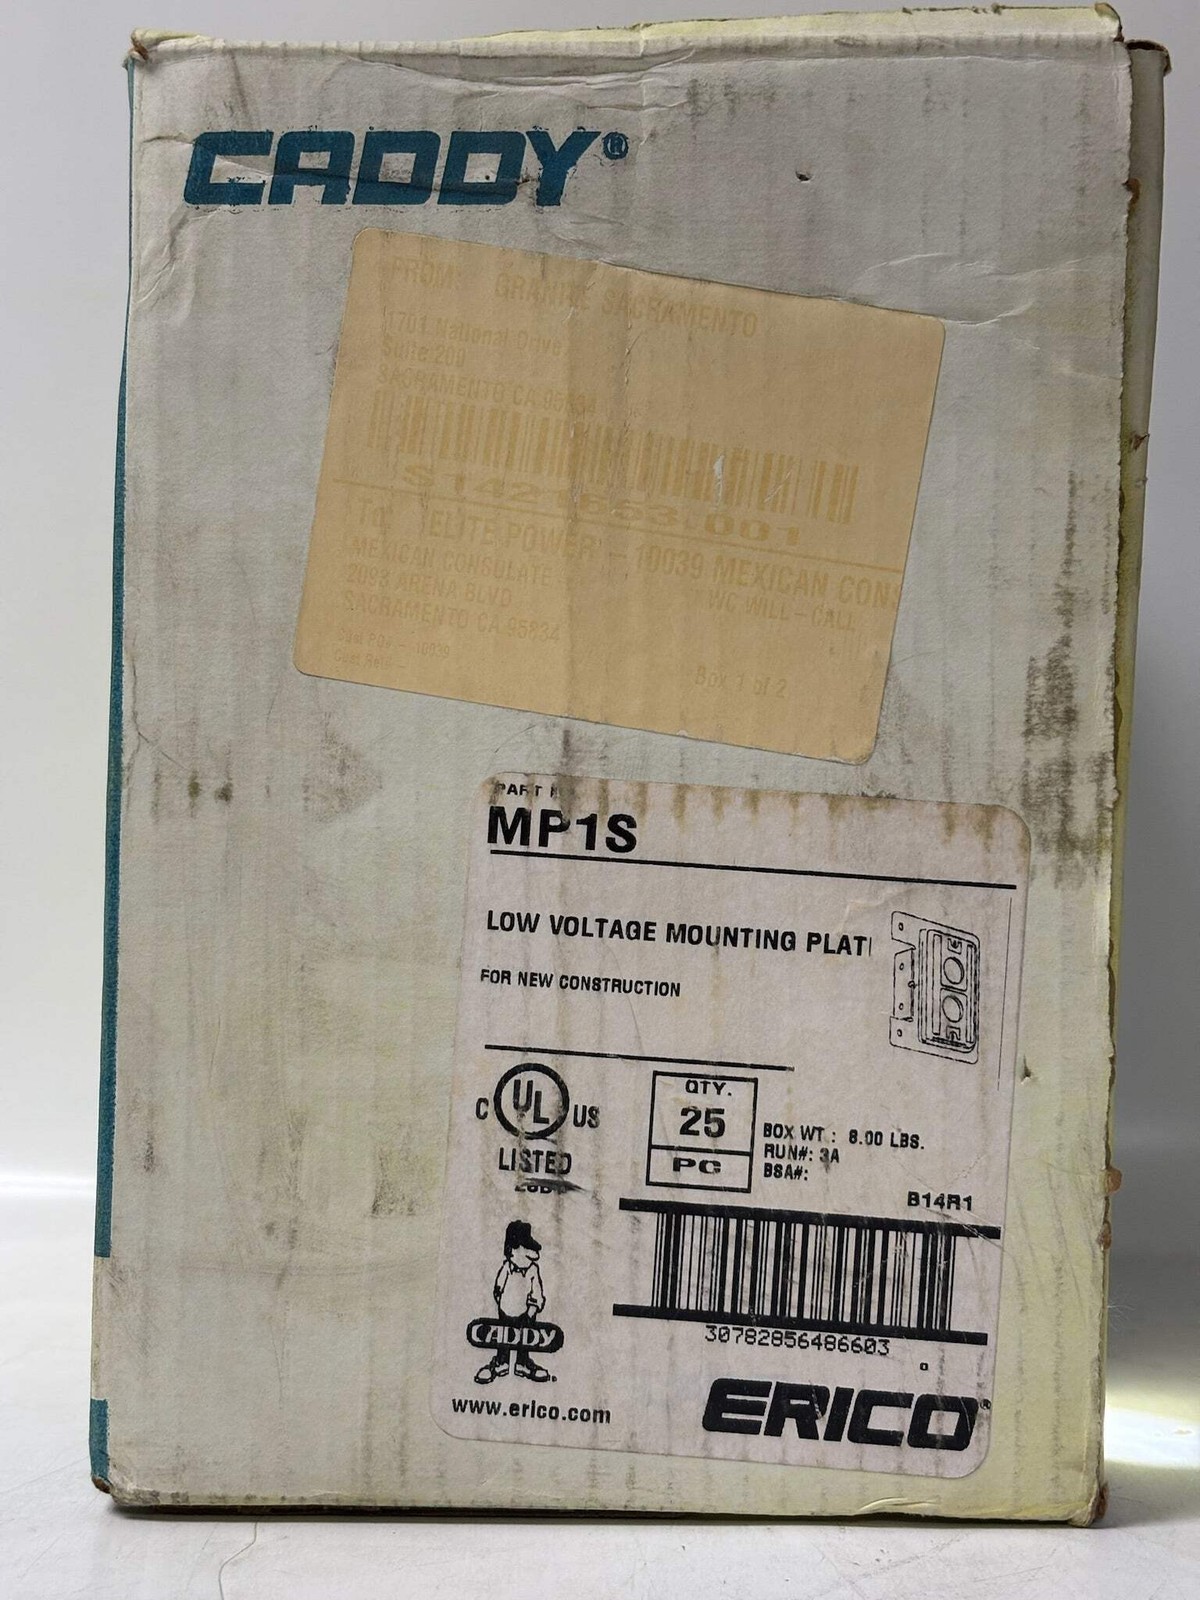 CADDY®
FROM: GRANITE SACRAMENTO
1701 National Drive
Suite 200
SACRAMENTO CA 95834
To: ELITE POWER - 10039 MEXICAN CONS
MEXICAN CONSULATE
WC WILL-CALL
2093 ARENA BLVD
SACRAMENTO CA 95834
Box 1 of 2
PART
MP1S
LOW VOLTAGE MOUNTING PLAT
FOR NEW CONSTRUCTION
C UL US
LISTED
QTY.
25
PC
BOX WT.: 8.00 LBS.
RUN#: 3A
BSA#:
B14R1
30782856486603
CADDY
www.erico.com
ERICO®